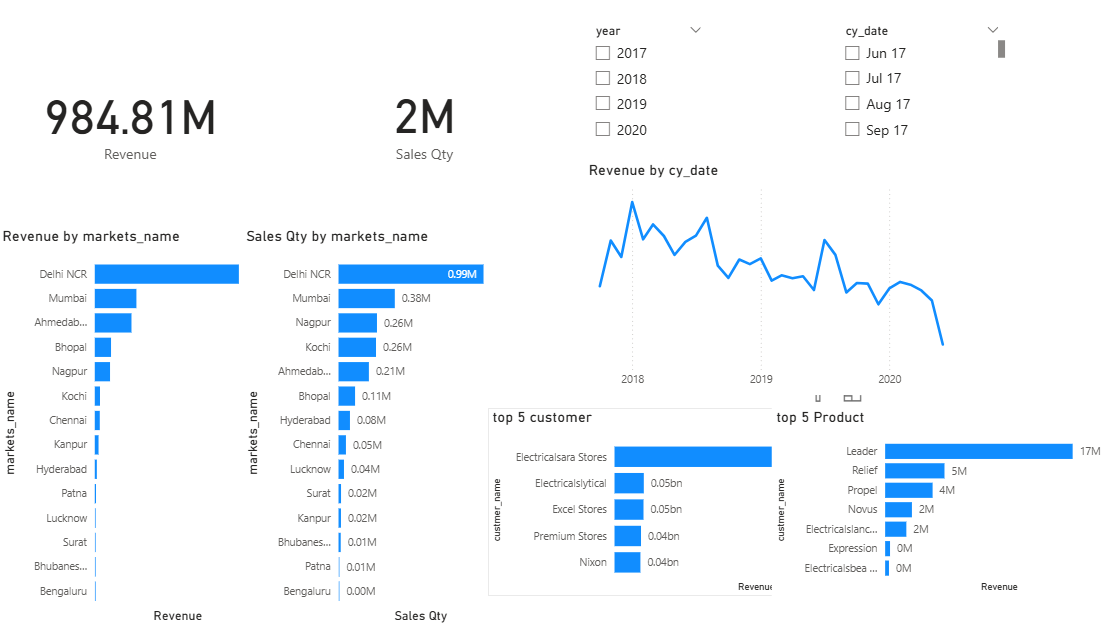 984.81M
Revenue
2M
Sales Qty
year
2017
2018
2019
2020
cy_date
Jun 17
Jul 17
Aug 17
Sep 17
Revenue by cy_date
2018
2019
2020
Revenue by markets_name
markets_name
Delhi NCR
Mumbai
Ahmedab...
Bhopal
Nagpur
Kochi
Chennai
Kanpur
Hyderabad
Patna
Lucknow
Surat
Bhubanes...
Bengaluru
Revenue
Sales Qty by markets_name
markets_name
Delhi NCR 0.99M
Mumbai 0.38M
Nagpur 0.26M
Kochi 0.26M
Ahmedab... 0.21M
Bhopal 0.11M
Hyderabad 0.08M
Chennai 0.05M
Lucknow 0.04M
Surat 0.02M
Kanpur 0.02M
Bhubanes... 0.01M
Patna 0.01M
Bengaluru 0.00M
Sales Qty
top 5 customer
custmer_name
Electricalsara Stores
Electricalslytical 0.05bn
Excel Stores 0.05bn
Premium Stores 0.04bn
Nixon 0.04bn
Revenue
top 5 Product
custmer_name
Leader 17M
Relief 5M
Propel 4M
Novus 2M
Electricalslanc... 2M
Expression 0M
Electricalsbea ... 0M
Revenue